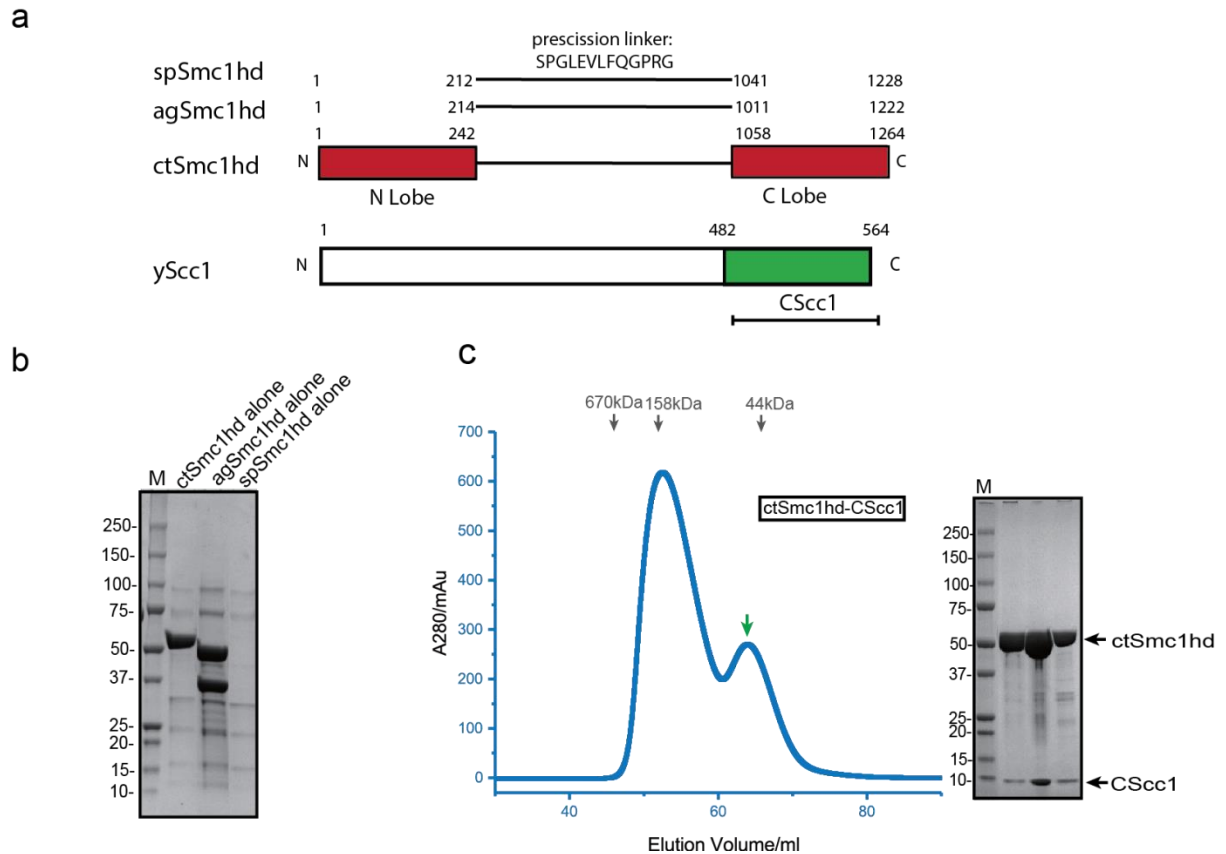 a
prescission linker:
SPGLEVLFQGPRG
spSmc1hd 1 212 1041 1228
agSmc1hd 1 214 1011 1222
1 242 1058 1264
ctSmc1hd N C
N Lobe C Lobe
1 482 564
yScc1 N C
CScc1
b
M ctSmc1hd alone agSmc1hd alone spSmc1hd alone
250-
150-
100-
75-
50-
37-
25-
20-
15-
10-
c
670kDa 158kDa 44kDa
700
600
500
400
300
200
100
0
A280/mAu
ctSmc1hd-CScc1
40 60 80
Elution Volume/ml
M
250-
150-
100-
75-
50-
37-
25-
20-
15-
10-
ctSmc1hd
CScc1